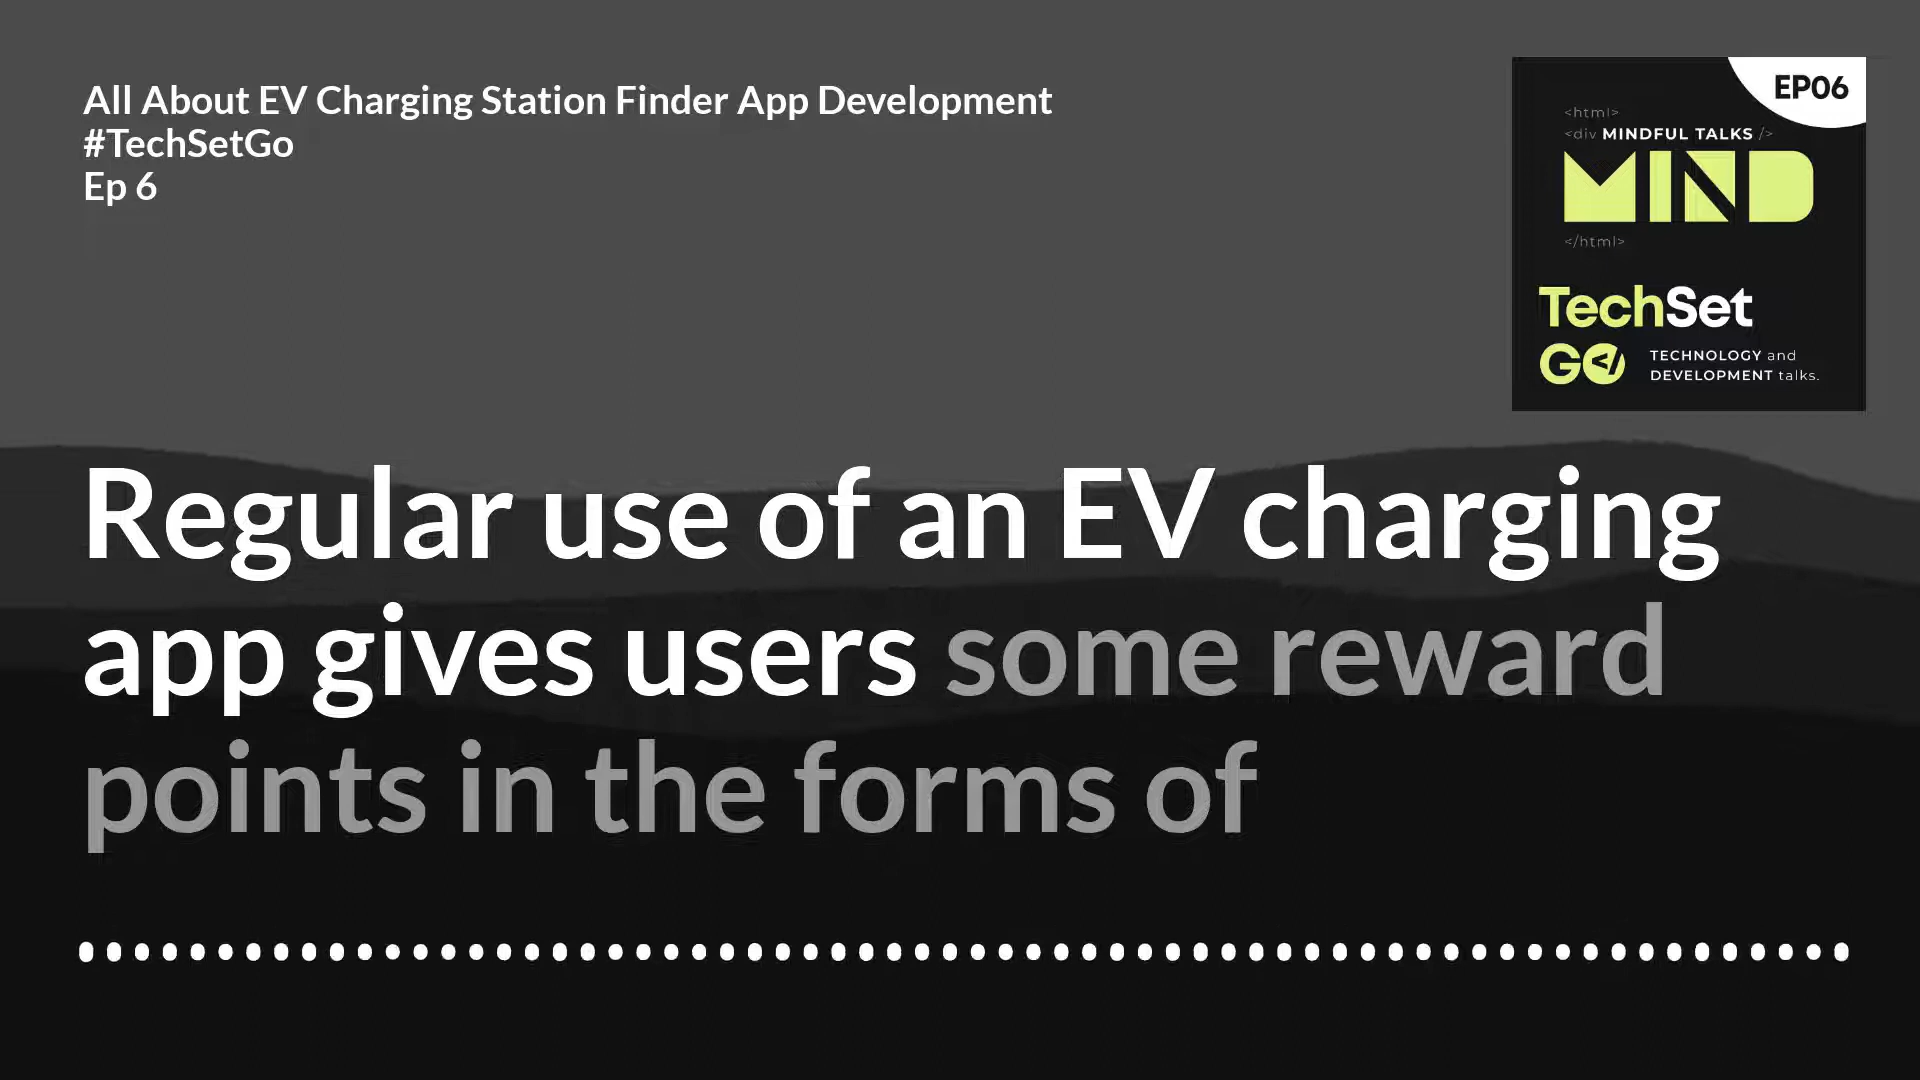 All About EV Charging Station Finder App Development
#TechSetGo
Ep 6
EP06
<html>
<div MINDFUL TALKS />
MIND
</html>
TechSet
GO </>
TECHNOLOGY and
DEVELOPMENT talks.
Regular use of an EV charging
app gives users some reward
points in the forms of